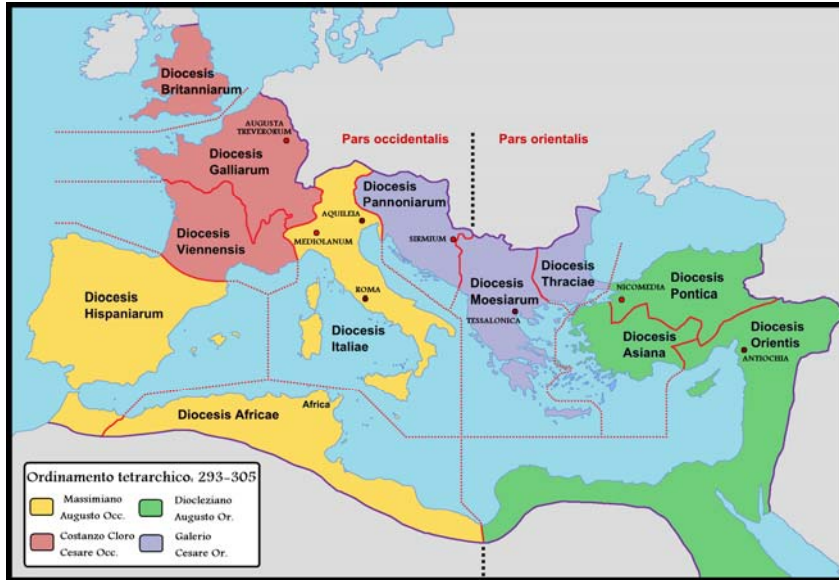 Diocesis
Britanniarum
AUGUSTA
TREVERORUM
Pars occidentalis
Pars orientalis
Diocesis
Galliarum
Diocesis
Pannoniarum
AQUILEIA
Diocesis
Viennensis
MEDIOLANUM
SIRMIUM
Diocesis
Thraciae
Diocesis
Pontica
Diocesis
Hispaniarum
ROMA
Diocesis
Moesiarum
NICOMEDIA
TESSALONICA
Diocesis
Italiae
Diocesis
Asiana
Diocesis
Orientis
ANTIOCHIA
Diocesis Africae
Africa
Ordinamento tetrarchico: 293-305
Massimiano
Augusto Occ.
Diocleziano
Augusto Or.
Costanzo Cloro
Cesare Occ.
Galerio
Cesare Or.